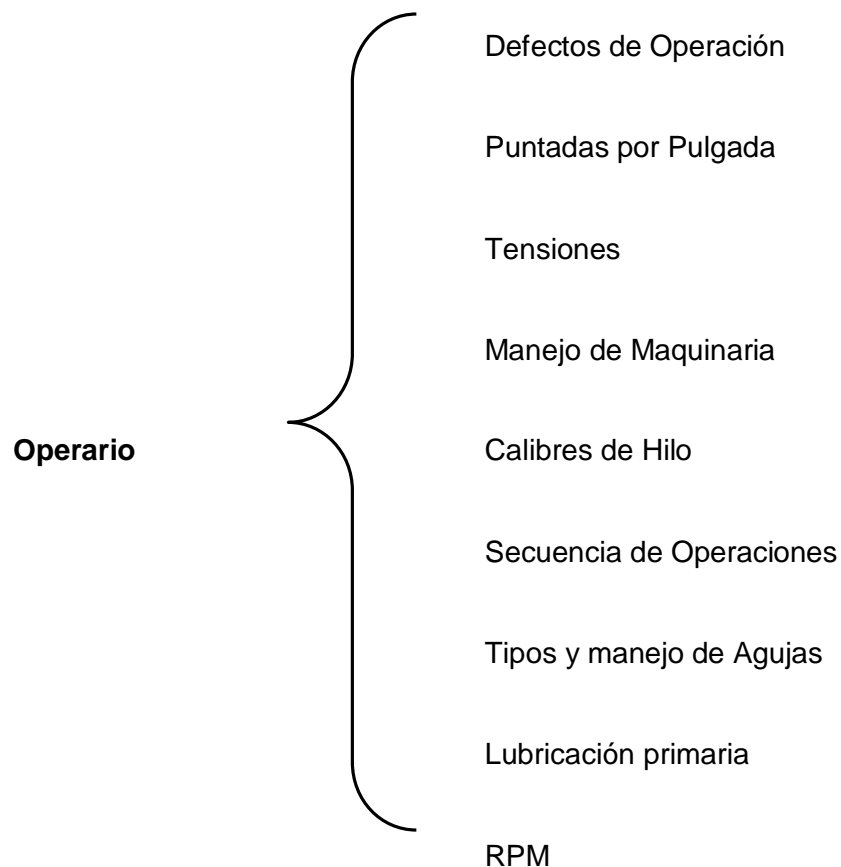 Defectos de Operación
Puntadas por Pulgada
Tensiones
Manejo de Maquinaria
Operario
Calibres de Hilo
Secuencia de Operaciones
Tipos y manejo de Agujas
Lubricación primaria
RPM